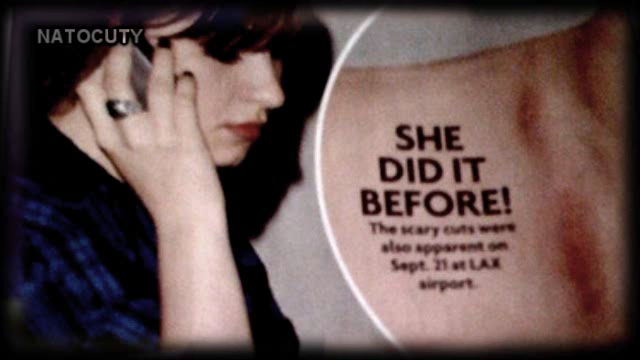 NATOCUTY
SHE
DID IT
BEFORE!
The scary cuts were
also apparent on
Sept. 21 at LAX
airport.